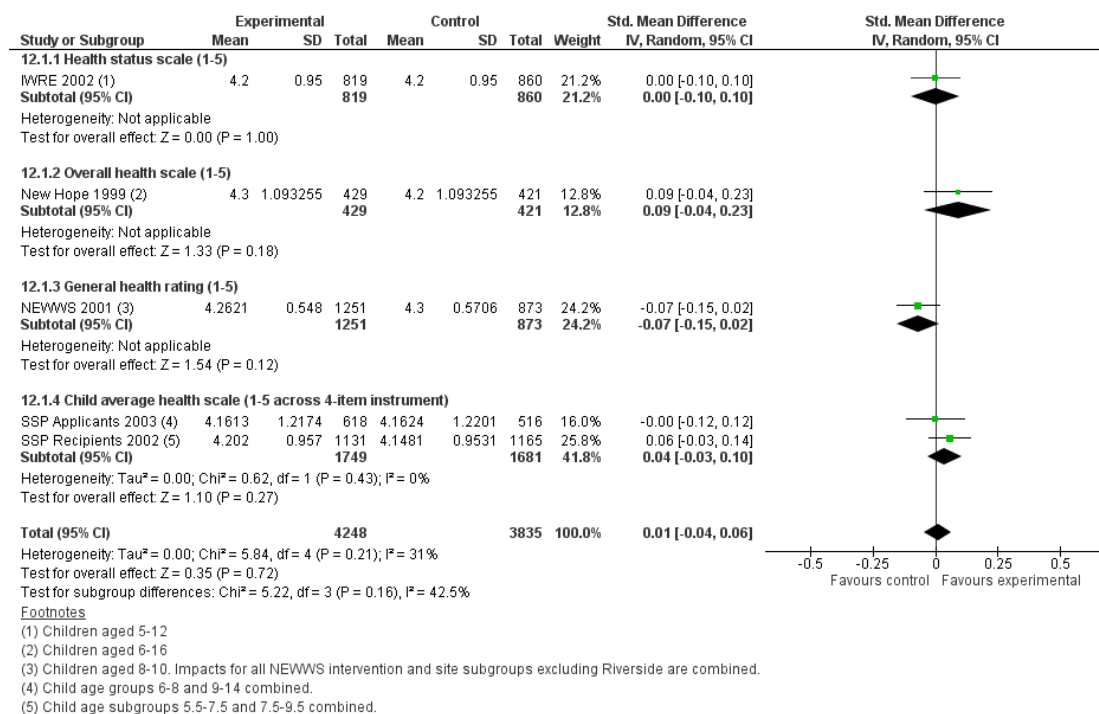 Experimental Control Std. Mean Difference Std. Mean Difference
Study or Subgroup Mean SD Total Mean SD Total Weight IV, Random, 95% CI IV, Random, 95% CI
12.1.1 Health status scale (1-5)
IWRE 2002 (1) 4.2 0.95 819 4.2 0.95 860 21.2% 0.00 [-0.10, 0.10]
Subtotal (95% CI) 819 860 21.2% 0.00 [-0.10, 0.10]
Heterogeneity: Not applicable
Test for overall effect: Z = 0.00 (P = 1.00)
12.1.2 Overall health scale (1-5)
New Hope 1999 (2) 4.3 1.093255 429 4.2 1.093255 421 12.8% 0.09 [-0.04, 0.23]
Subtotal (95% CI) 429 421 12.8% 0.09 [-0.04, 0.23]
Heterogeneity: Not applicable
Test for overall effect: Z = 1.33 (P = 0.18)
12.1.3 General health rating (1-5)
NEWWS 2001 (3) 4.2621 0.548 1251 4.3 0.5706 873 24.2% -0.07 [-0.15, 0.02]
Subtotal (95% CI) 1251 873 24.2% -0.07 [-0.15, 0.02]
Heterogeneity: Not applicable
Test for overall effect: Z = 1.54 (P = 0.12)
12.1.4 Child average health scale (1-5 across 4-item instrument)
SSP Applicants 2003 (4) 4.1613 1.2174 618 4.1624 1.2201 516 16.0% -0.00 [-0.12, 0.12]
SSP Recipients 2002 (5) 4.202 0.957 1131 4.1481 0.9531 1165 25.8% 0.06 [-0.03, 0.14]
Subtotal (95% CI) 1749 1681 41.8% 0.04 [-0.03, 0.10]
Heterogeneity: Tau² = 0.00; Chi² = 0.62, df = 1 (P = 0.43); I² = 0%
Test for overall effect: Z = 1.10 (P = 0.27)
Total (95% CI) 4248 3835 100.0% 0.01 [-0.04, 0.06]
Heterogeneity: Tau² = 0.00; Chi² = 5.84, df = 4 (P = 0.21); I² = 31%
Test for overall effect: Z = 0.35 (P = 0.72)
Test for subgroup differences: Chi² = 5.22, df = 3 (P = 0.16), I² = 42.5%
-0.5 -0.25 0 0.25 0.5
Favours control Favours experimental
Footnotes
(1) Children aged 5-12
(2) Children aged 6-16
(3) Children aged 8-10. Impacts for all NEWWS intervention and site subgroups excluding Riverside are combined.
(4) Child age groups 6-8 and 9-14 combined.
(5) Child age subgroups 5.5-7.5 and 7.5-9.5 combined.